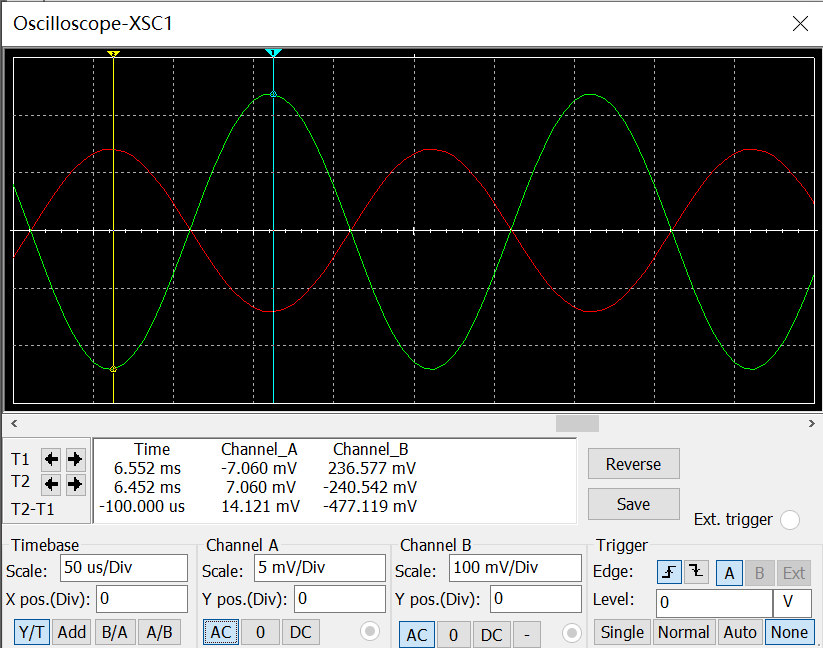 Oscilloscope-XSC1
2 1
T1
T2
T2-T1
Time Channel_A Channel_B
6.552 ms -7.060 mV 236.577 mV
6.452 ms 7.060 mV -240.542 mV
-100.000 us 14.121 mV -477.119 mV
Reverse
Save
Ext. trigger
Timebase
Scale: 50 us/Div
X pos.(Div): 0
Y/T Add B/A A/B
Channel A
Scale: 5 mV/Div
Y pos.(Div): 0
AC 0 DC
Channel B
Scale: 100 mV/Div
Y pos.(Div): 0
AC 0 DC -
Trigger
Edge: A B Ext
Level: 0 V
Single Normal Auto None